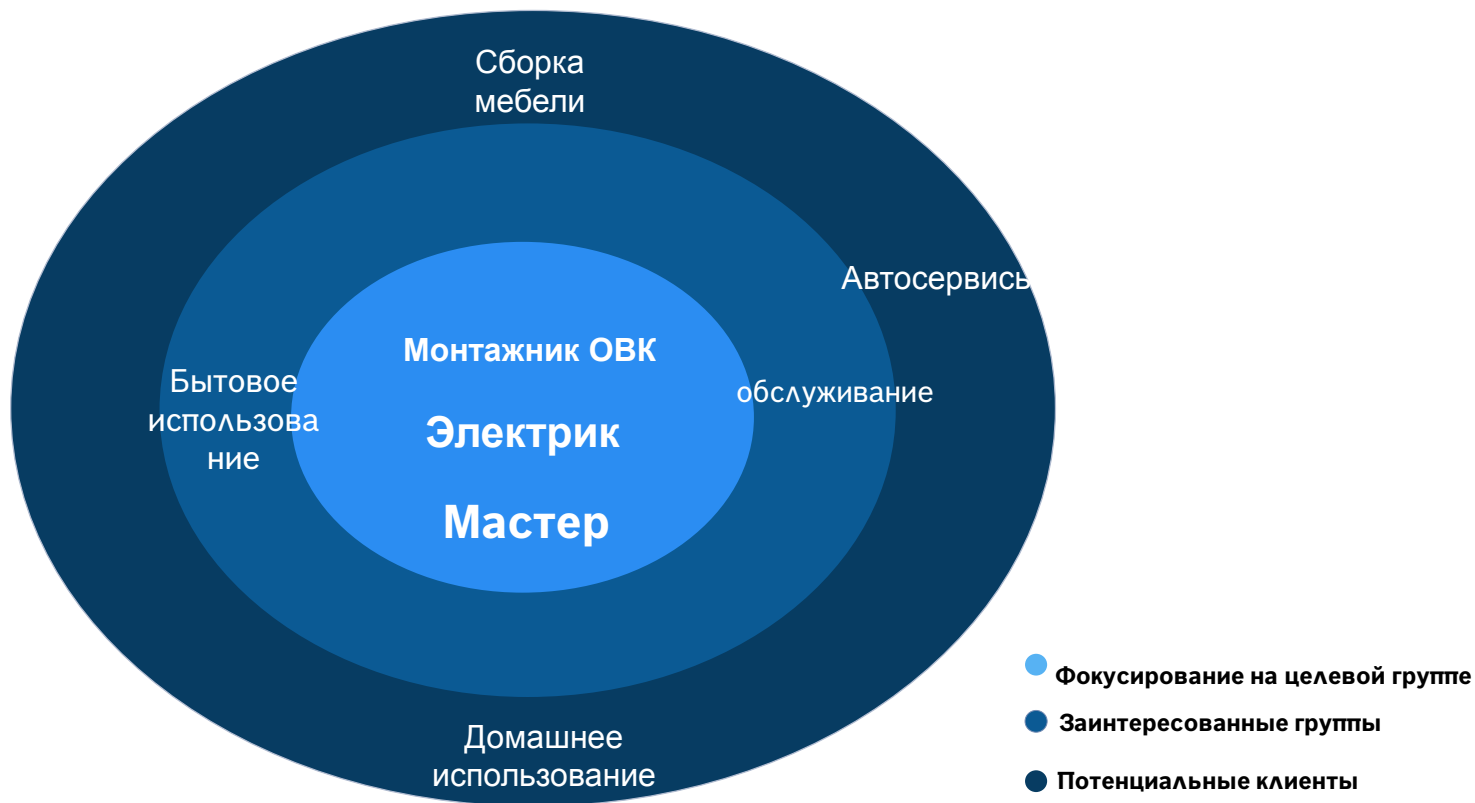 Сборка
мебели
Автосервисы
Монтажник ОВК
Бытовое
использова
ние
обслуживание
Электрик
Мастер
Домашнее
использование
Фокусирование на целевой группе
Заинтересованные группы
Потенциальные клиенты